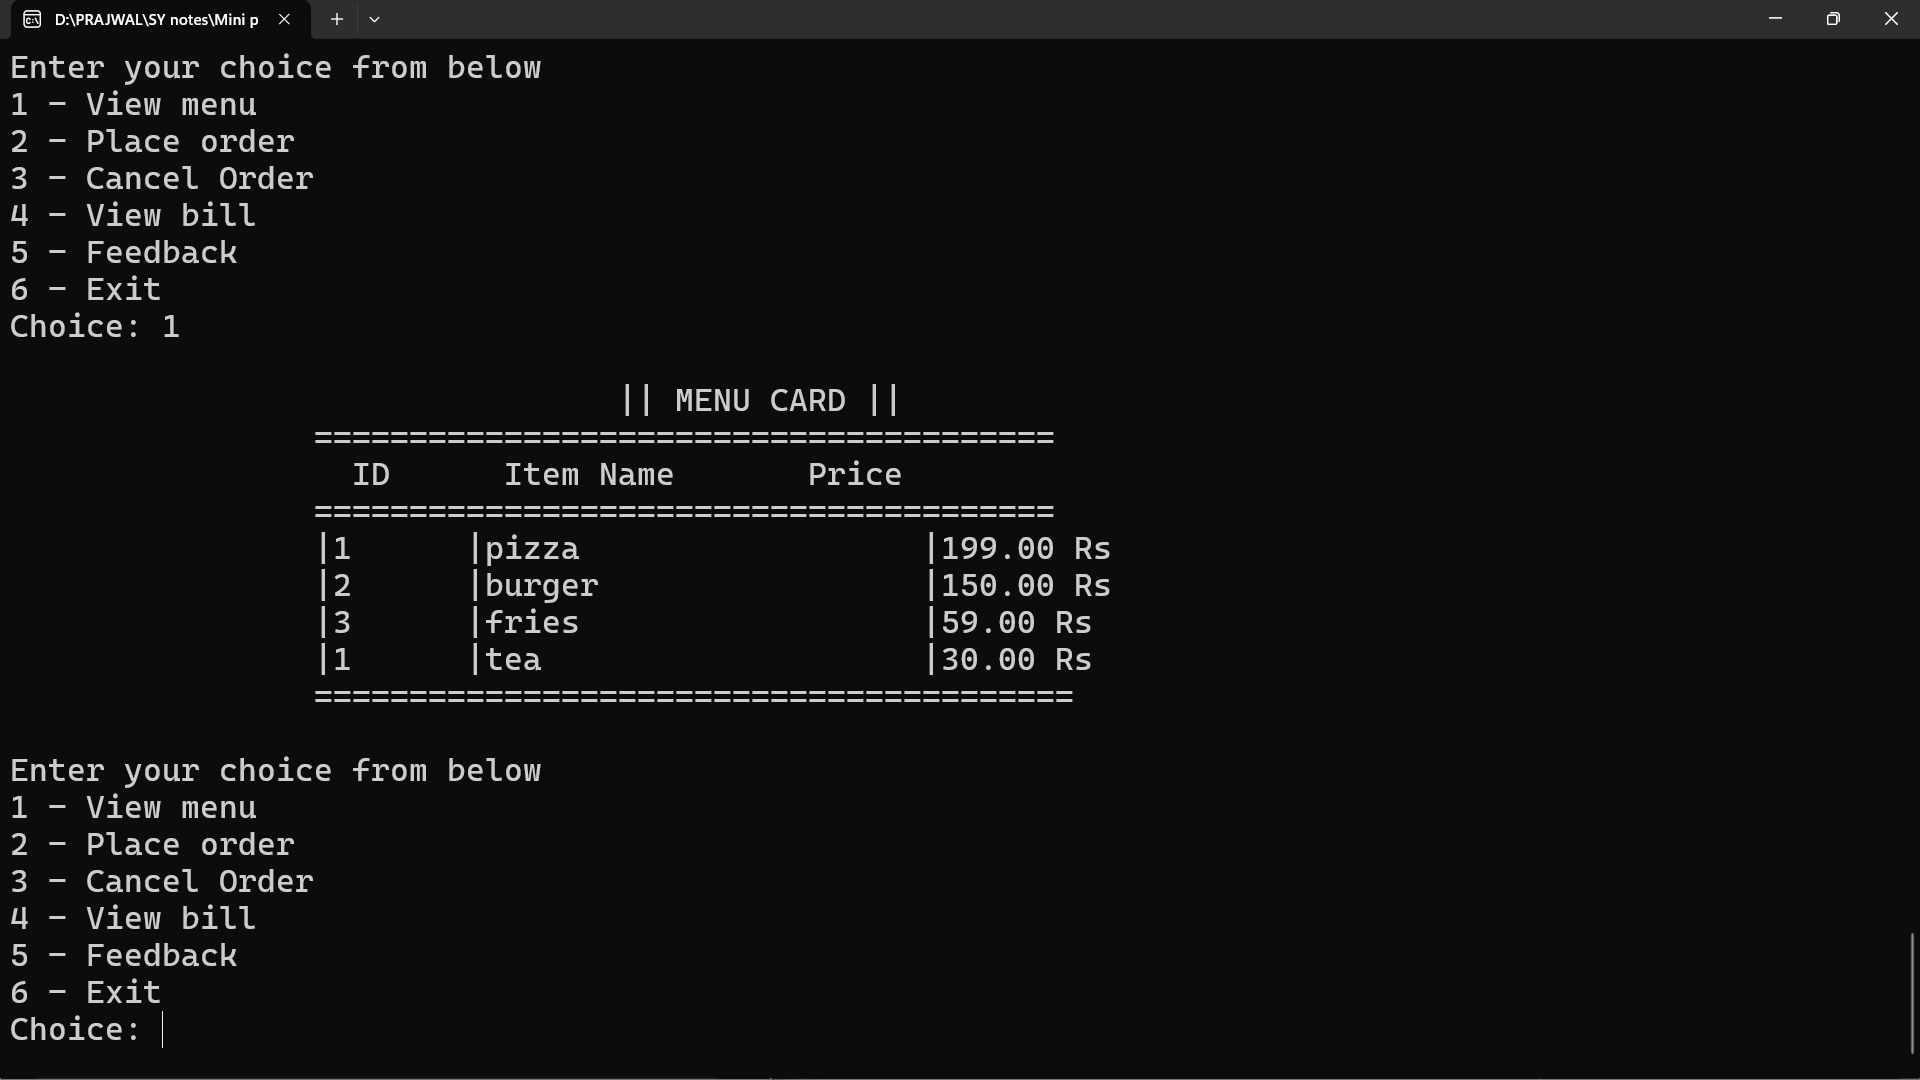 D:\PRAJWAL\SY notes\Mini p
Enter your choice from below
1 - View menu
2 - Place order
3 - Cancel Order
4 - View bill
5 - Feedback
6 - Exit
Choice: 1
|| MENU CARD ||
=======================================
ID Item Name Price
=======================================
|1 |pizza |199.00 Rs
|2 |burger |150.00 Rs
|3 |fries |59.00 Rs
|1 |tea |30.00 Rs
========================================
Enter your choice from below
1 - View menu
2 - Place order
3 - Cancel Order
4 - View bill
5 - Feedback
6 - Exit
Choice: